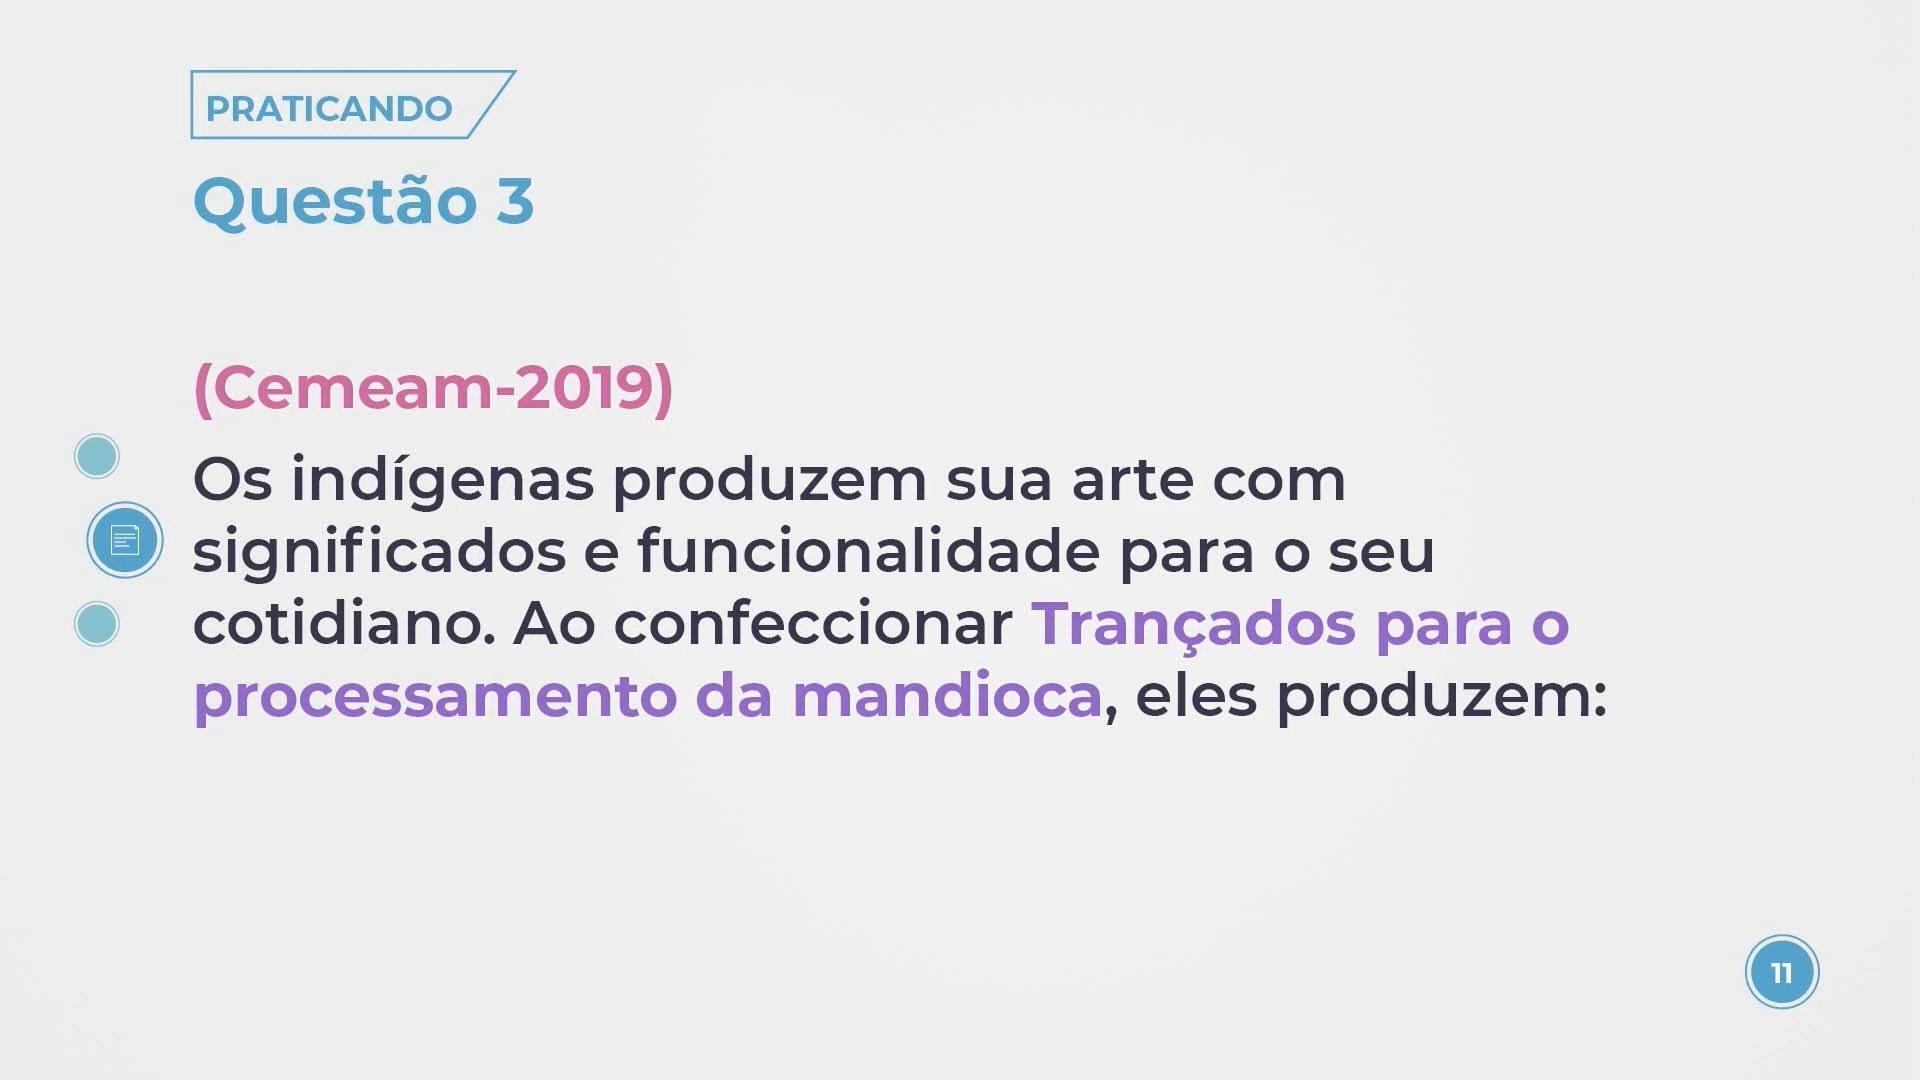 PRATICANDO
Questão 3
(Cemeam-2019)
Os indígenas produzem sua arte com
significados e funcionalidade para o seu
cotidiano. Ao confeccionar Trançados para o
processamento da mandioca, eles produzem:
11